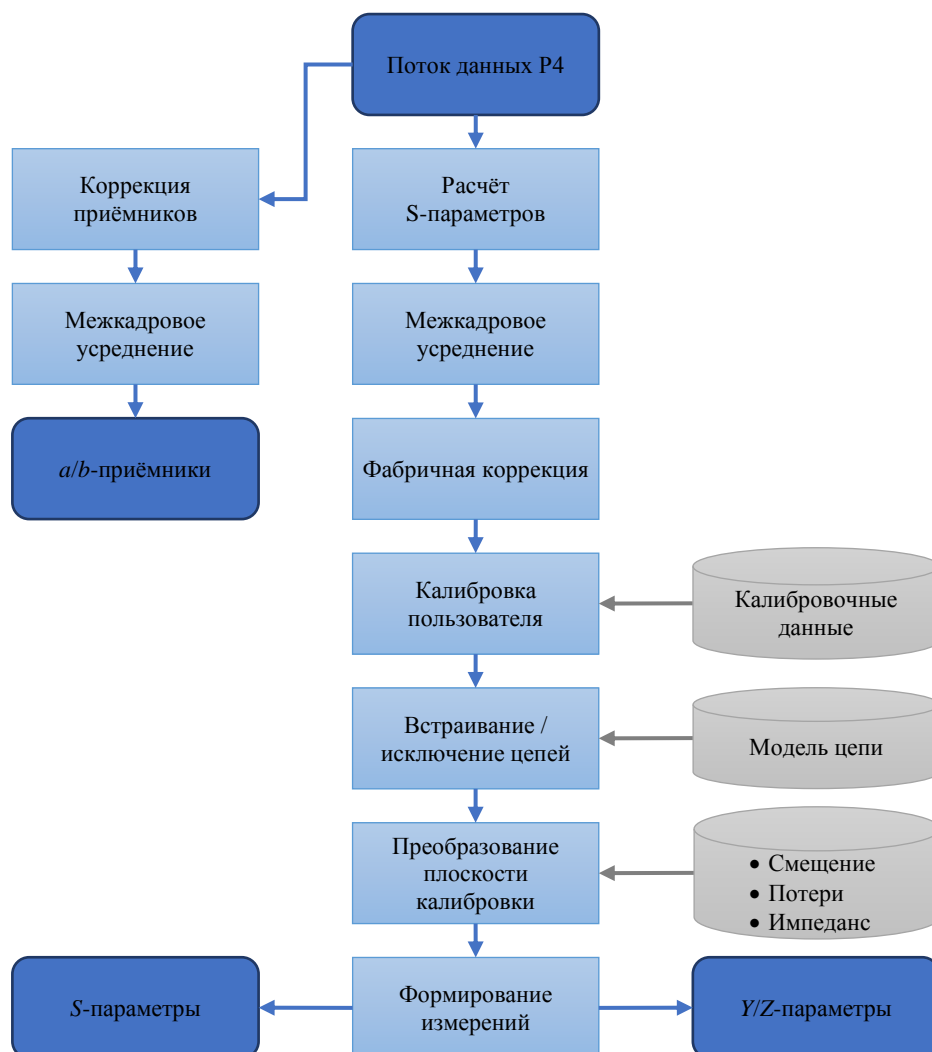 Поток данных P4
Коррекция
приёмников
Расчёт
S-параметров
Межкадровое
усреднение
Межкадровое
усреднение
a/b-приёмники
Фабричная коррекция
Калибровка
пользователя
Калибровочные
данные
Встраивание /
исключение цепей
Модель цепи
Преобразование
плоскости
калибровки
• Смещение
• Потери
• Импеданс
S-параметры
Формирование
измерений
Y/Z-параметры